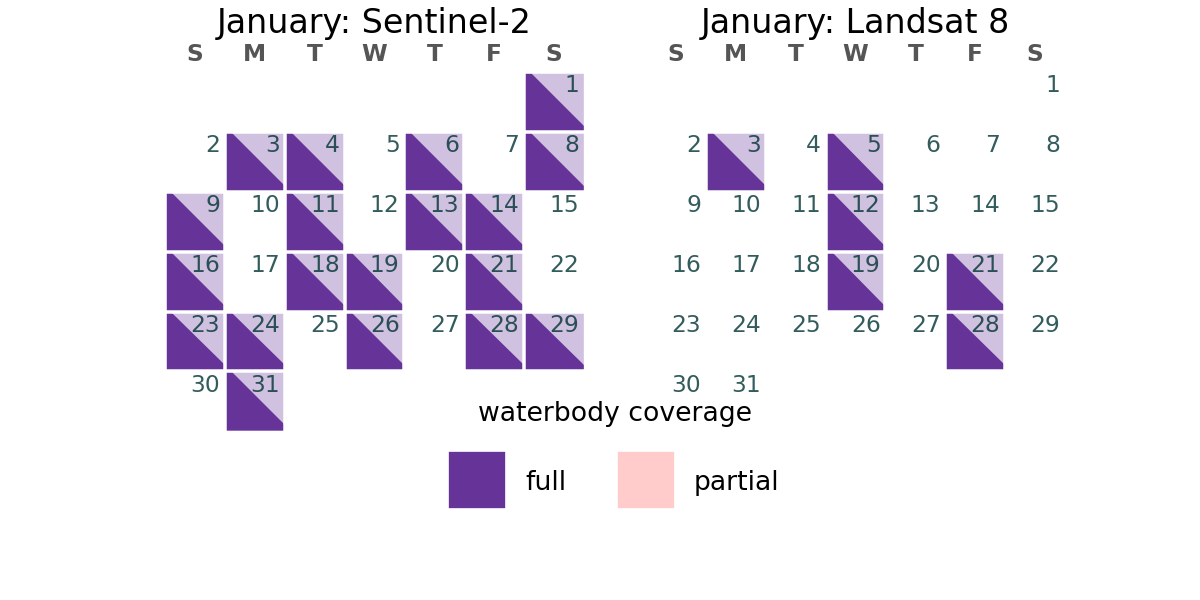 January: Sentinel-2
S M T W T F S
1
2 3 4 5 6 7 8
9 10 11 12 13 14 15
16 17 18 19 20 21 22
23 24 25 26 27 28 29
30 31
January: Landsat 8
S M T W T F S
1
2 3 4 5 6 7 8
9 10 11 12 13 14 15
16 17 18 19 20 21 22
23 24 25 26 27 28 29
30 31
waterbody coverage
full partial